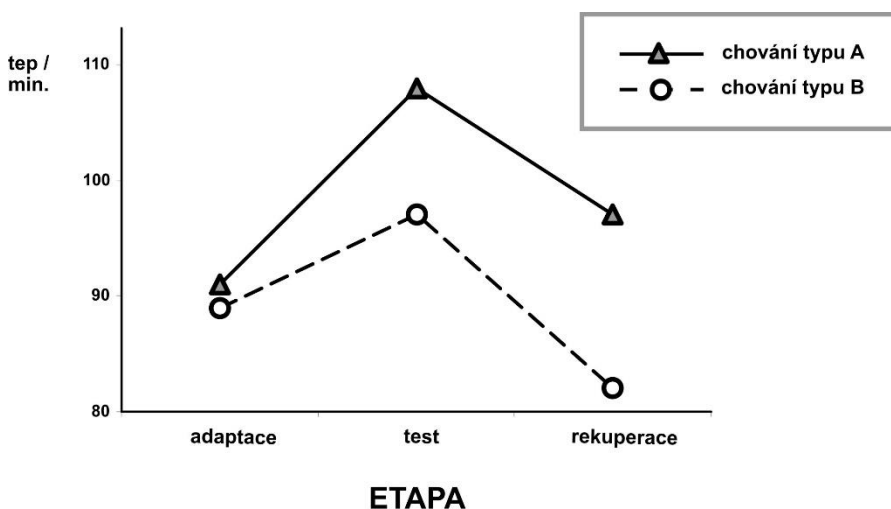 tep /
min.
110
100
90
80
chování typu A
chování typu B
adaptace
test
rekuperace
ETAPA